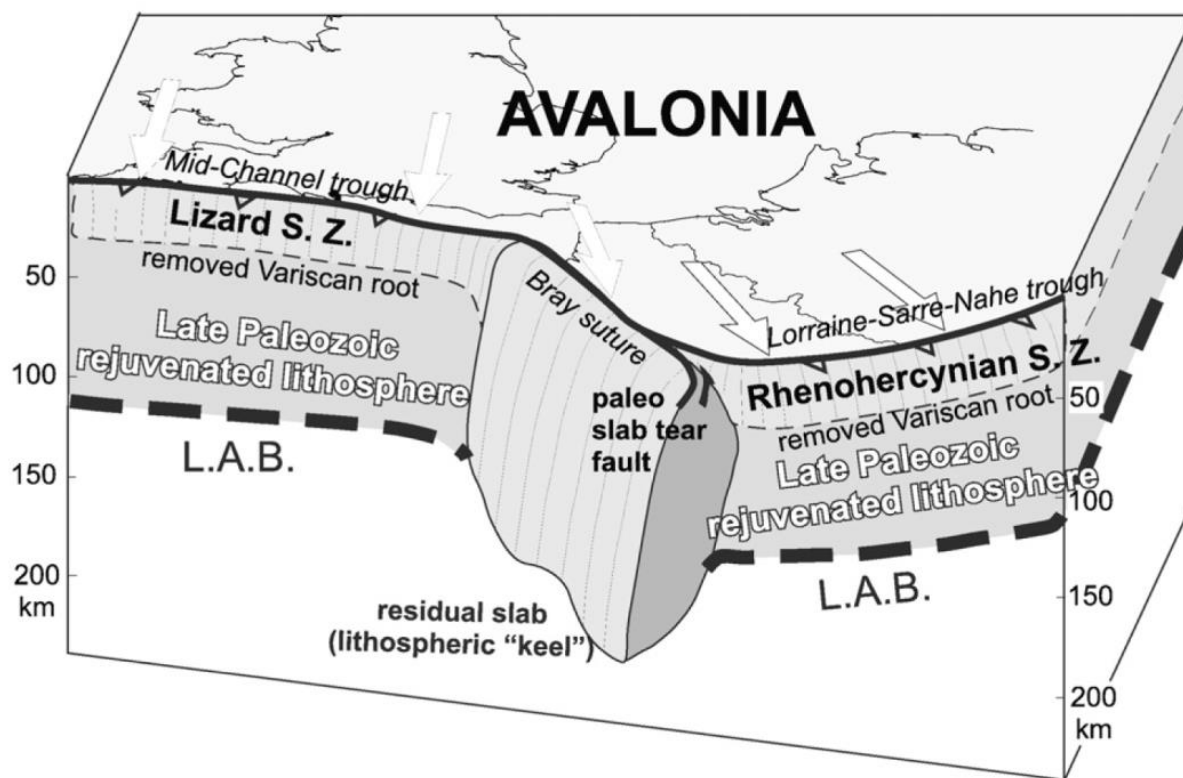 AVALONIA
Mid-Channel trough
Lizard S. Z.
removed Variscan root
Late Paleozoic
rejuvenated lithosphere
L.A.B.
Bray suture
paleo
slab tear
fault
residual slab
(lithospheric “keel”)
Lorraine-Sarre-Nahe trough
Rhenohercynian S. Z.
removed Variscan root
Late Paleozoic
rejuvenated lithosphere
L.A.B.
50
100
150
200
km
50
100
150
200
km